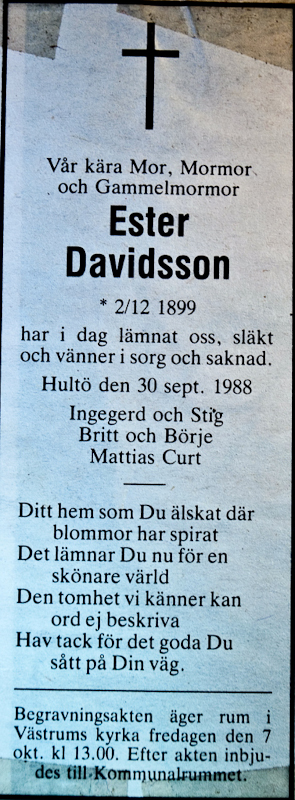 Vår kära Mor, Mormor
och Gammelmormor
Ester
Davidsson
* 2/12 1899
har i dag lämnat oss, släkt
och vänner i sorg och saknad.
Hultö den 30 sept. 1988
Ingegerd och Stig
Britt och Börje
Mattias Curt
Ditt hem som Du älskat där
blommor har spirat
Det lämnar Du nu för en
skönare värld
Den tomhet vi känner kan
ord ej beskriva
Hav tack för det goda Du
sått på Din väg.
Begravningsakten äger rum i
Västrums kyrka fredagen den 7
okt. kl 13.00. Efter akten inbju-
des till Kommunalrummet.